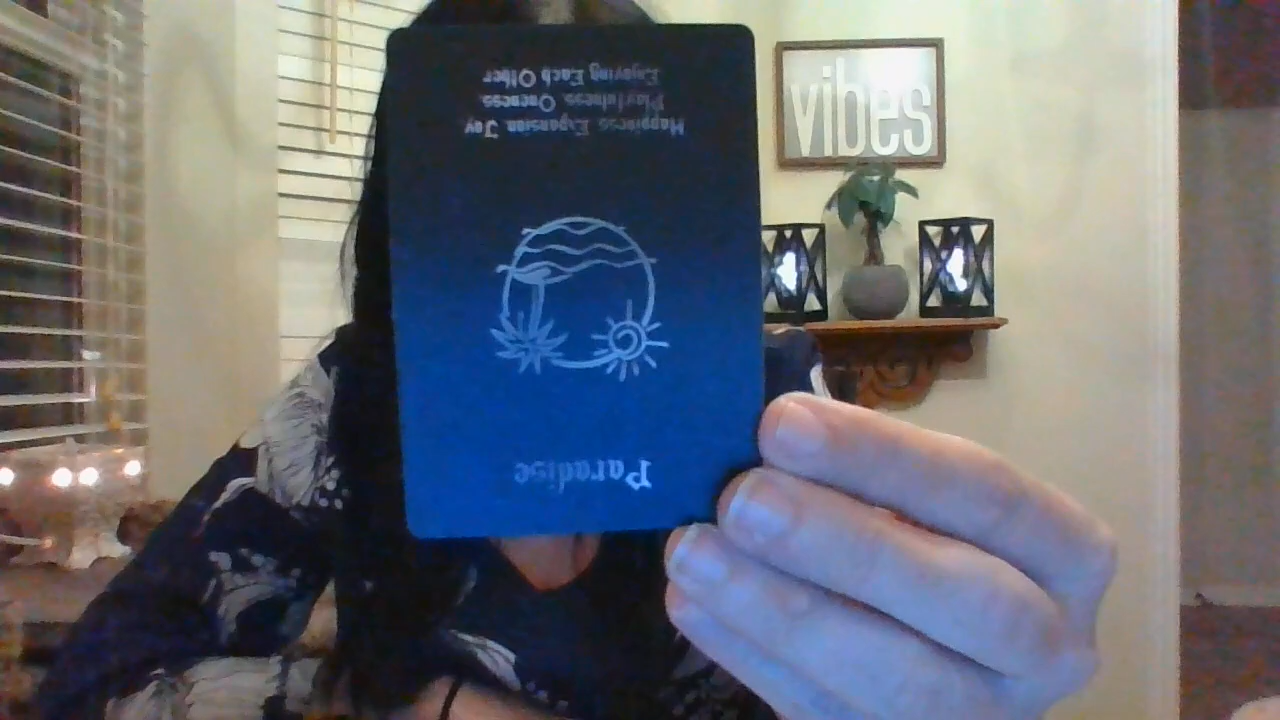 Paradise
Happiness, Expansion, Joy,
Playfulness, Oneness,
Enjoying Each Other
vibes